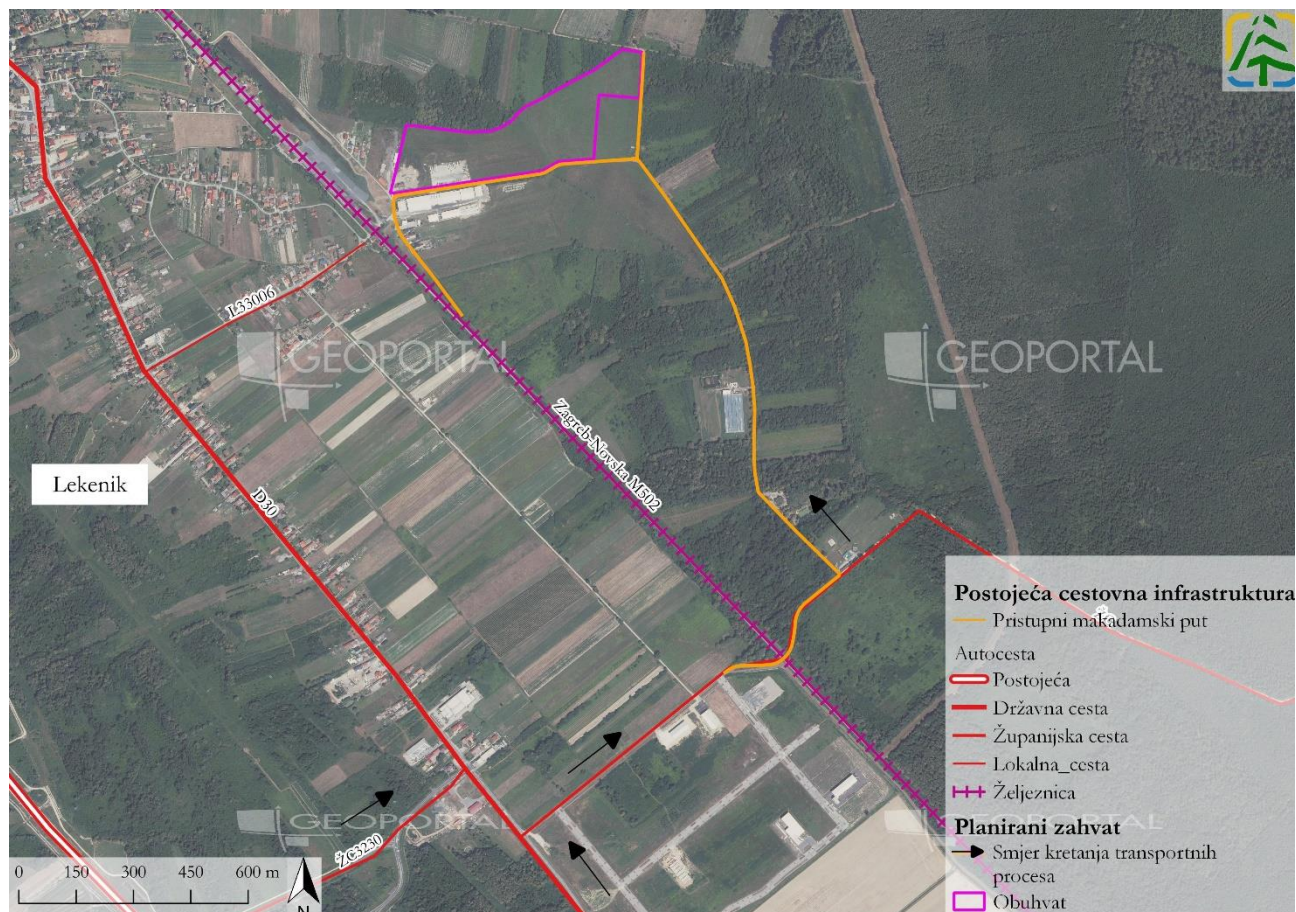 L33006
GEOPORTAL
GEOPORTAL
Zagreb-Novska M502
Lekenik
D30
Postojeća cestovna infrastruktura
Pristupni makadamski put
Autocesta
Postojeća
Državna cesta
Županijska cesta
Lokalna_cesta
Željeznica
GEOPORTAL
GEOPORTAL
Planirani zahvat
Smjer kretanja transportnih
procesa
Obuhvat
ŽC3230
0 150 300 450 600 m
N